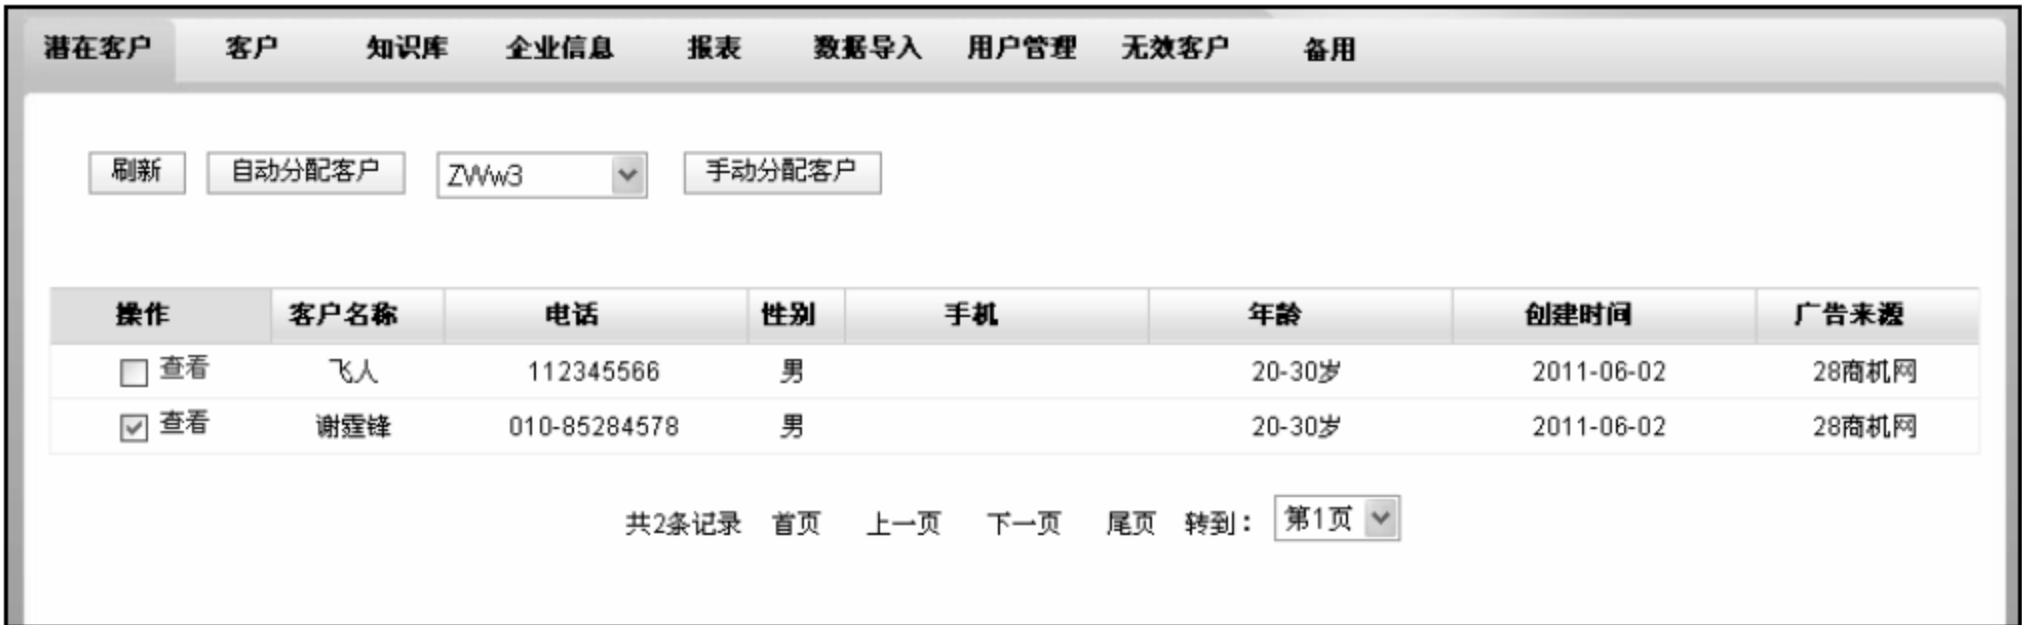 潜在客户 客户 知识库 企业信息 报表 数据导入 用户管理 无效客户 备用
刷新 自动分配客户 ZWw3 手动分配客户
操作 客户名称 电话 性别 手机 年龄 创建时间 广告来源
查看 飞人 112345566 男 20-30岁 2011-06-02 28商机网
查看 谢霆锋 010-85284578 男 20-30岁 2011-06-02 28商机网
共2条记录 首页 上一页 下一页 尾页 转到： 第1页